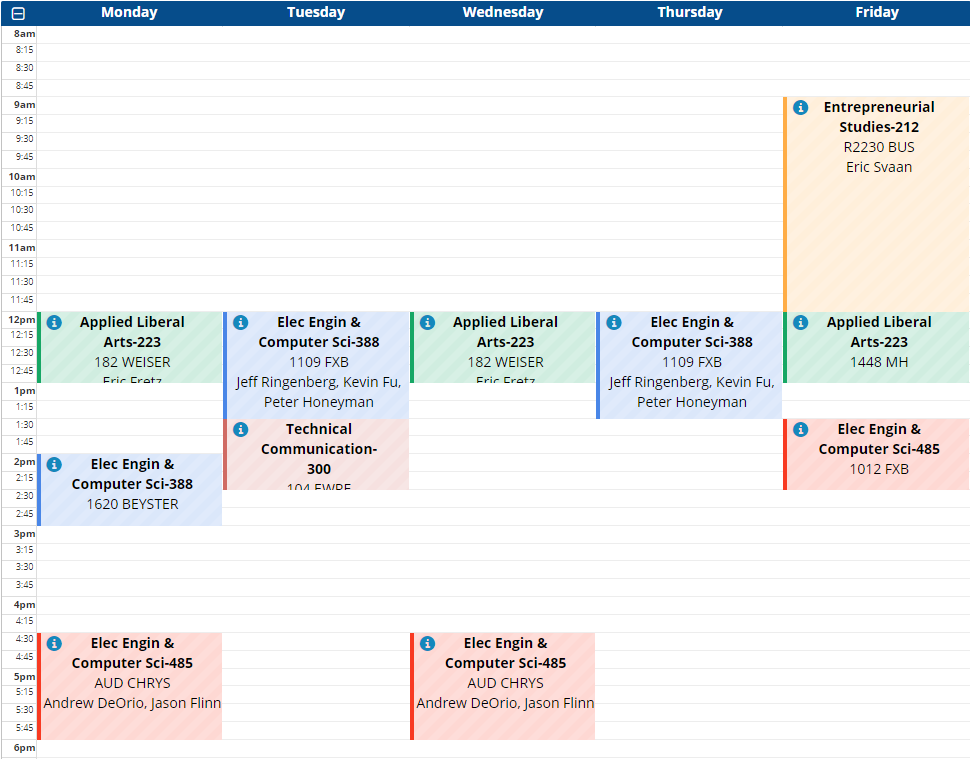 Monday Tuesday Wednesday Thursday Friday
8am
8:15
8:30
8:45
9am
9:15
9:30
9:45
10am
10:15
10:30
10:45
11am
11:15
11:30
11:45
12pm
12:15
12:30
12:45
1pm
1:15
1:30
1:45
2pm
2:15
2:30
2:45
3pm
3:15
3:30
3:45
4pm
4:15
4:30
4:45
5pm
5:15
5:30
5:45
6pm
Applied Liberal
Arts-223
182 WEISER
Eric Fretz
Elec Engin &
Computer Sci-388
1620 BEYSTER
Elec Engin &
Computer Sci-485
AUD CHRYS
Andrew DeOrio, Jason Flinn
Elec Engin &
Computer Sci-388
1109 FXB
Jeff Ringenberg, Kevin Fu,
Peter Honeyman
Technical
Communication-
300
104 EWRE
Applied Liberal
Arts-223
182 WEISER
Eric Fretz
Elec Engin &
Computer Sci-485
AUD CHRYS
Andrew DeOrio, Jason Flinn
Elec Engin &
Computer Sci-388
1109 FXB
Jeff Ringenberg, Kevin Fu,
Peter Honeyman
Entrepreneurial
Studies-212
R2230 BUS
Eric Svaan
Applied Liberal
Arts-223
1448 MH
Elec Engin &
Computer Sci-485
1012 FXB